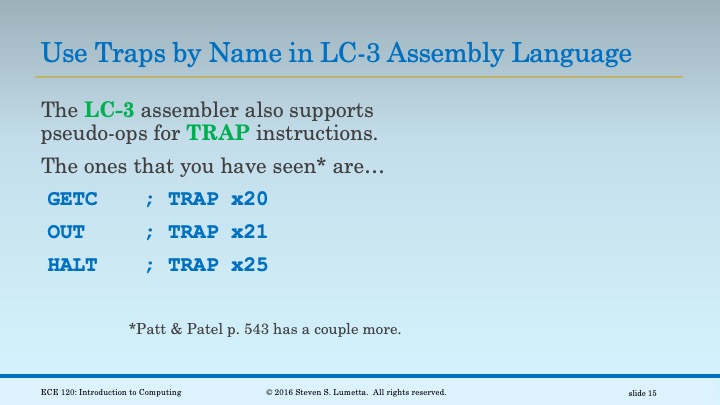 Use Traps by Name in LC-3 Assembly Language
The LC-3 assembler also supports
pseudo-ops for TRAP instructions.
The ones that you have seen* are…
GETC ; TRAP x20
OUT ; TRAP x21
HALT ; TRAP x25
*Patt & Patel p. 543 has a couple more.
ECE 120: Introduction to Computing © 2016 Steven S. Lumetta. All rights reserved. slide 15